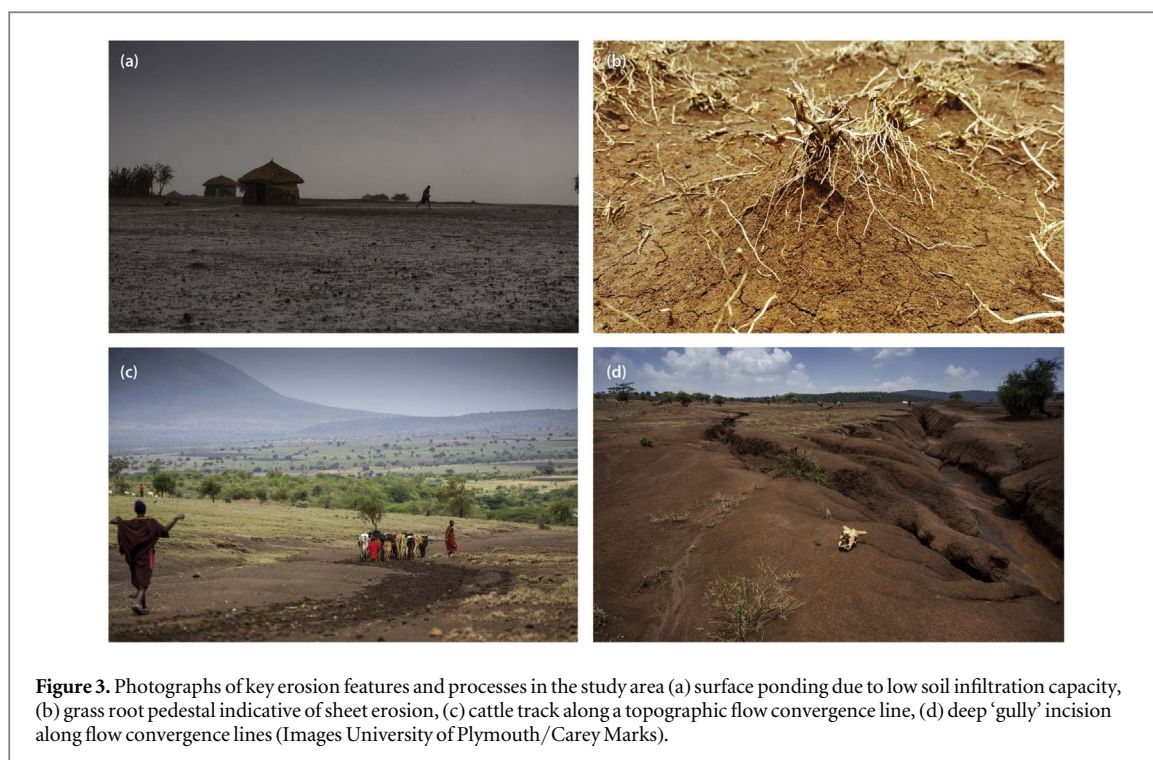 (a)
(b)
(c)
(d)
Figure 3. Photographs of key erosion features and processes in the study area (a) surface ponding due to low soil infiltration capacity,
(b) grass root pedestal indicative of sheet erosion, (c) cattle track along a topographic flow convergence line, (d) deep ‘gully’ incision
along flow convergence lines (Images University of Plymouth/Carey Marks).